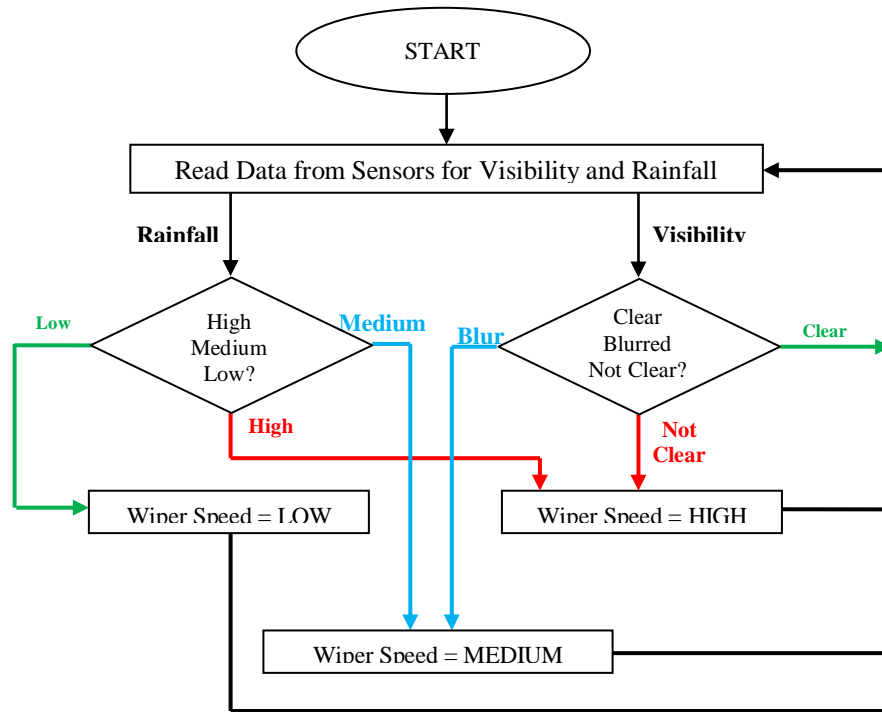 START
Read Data from Sensors for Visibility and Rainfall
Rainfall
Visibility
Low
High
Medium
Low?
Medium
Blur
Clear
Blurred
Not Clear?
Clear
High
Not
Clear
Wiper Speed = LOW
Wiper Speed = HIGH
Wiper Speed = MEDIUM